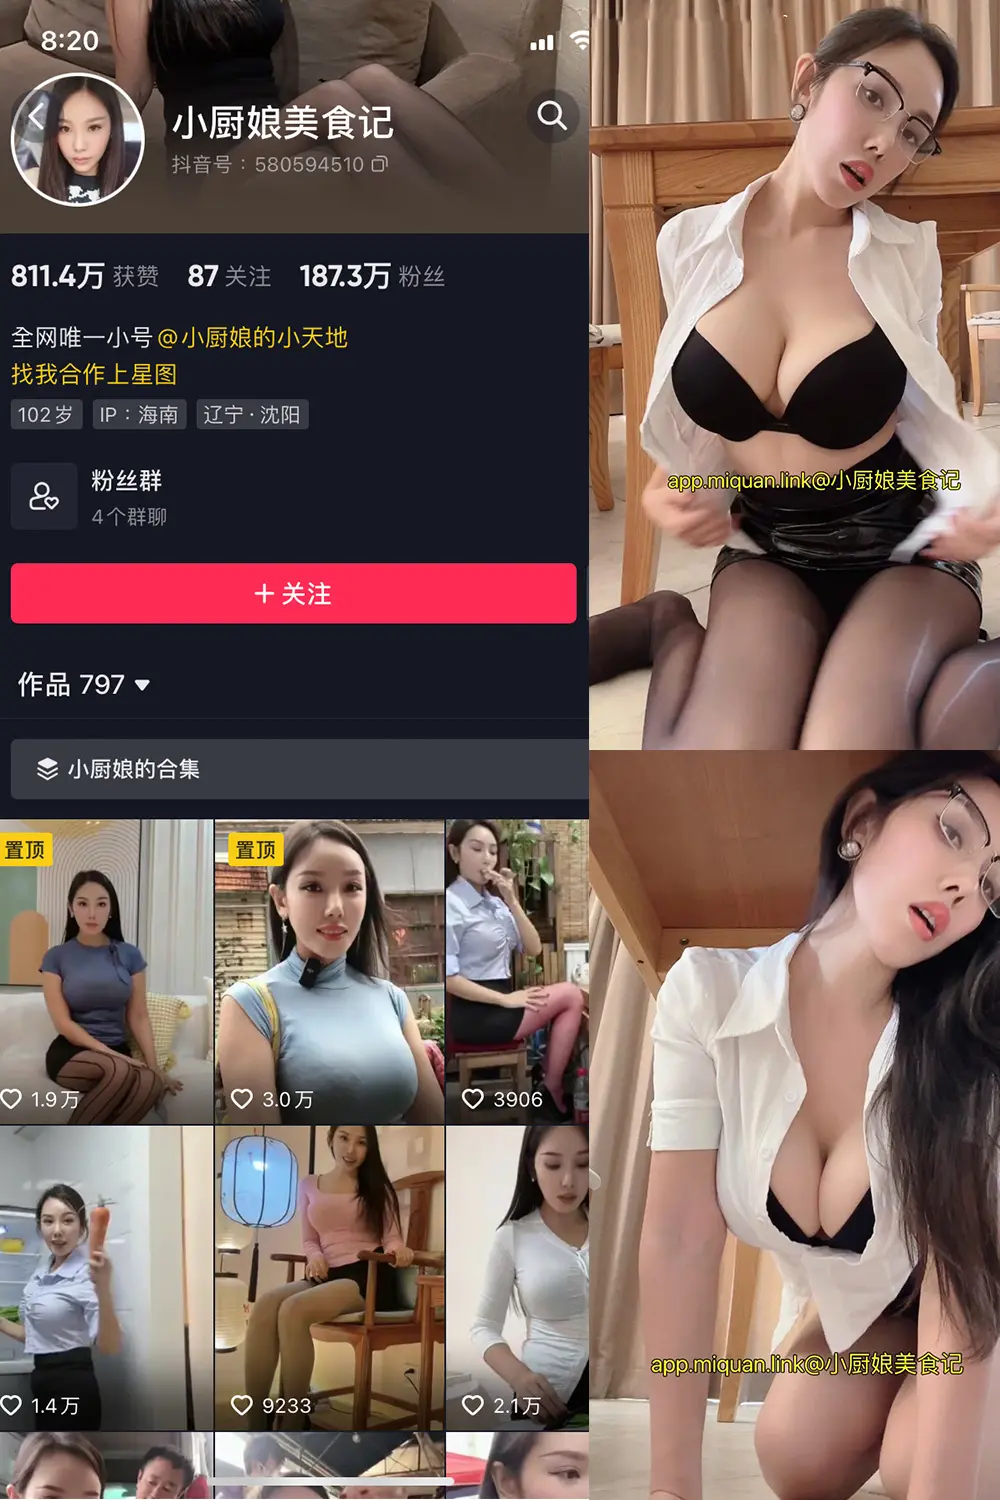 8:20
小厨娘美食记
抖音号：580594510
811.4万 获赞 87 关注 187.3万 粉丝
全网唯一小号@小厨娘的小天地
找我合作上星图
102岁 IP：海南 辽宁·沈阳
粉丝群
4个群聊
+ 关注
作品 797
小厨娘的合集
置顶 置顶
1.9万 3.0万 3906
1.4万 9233 2.1万
app.miquan.link@小厨娘美食记
app.miquan.link@小厨娘美食记